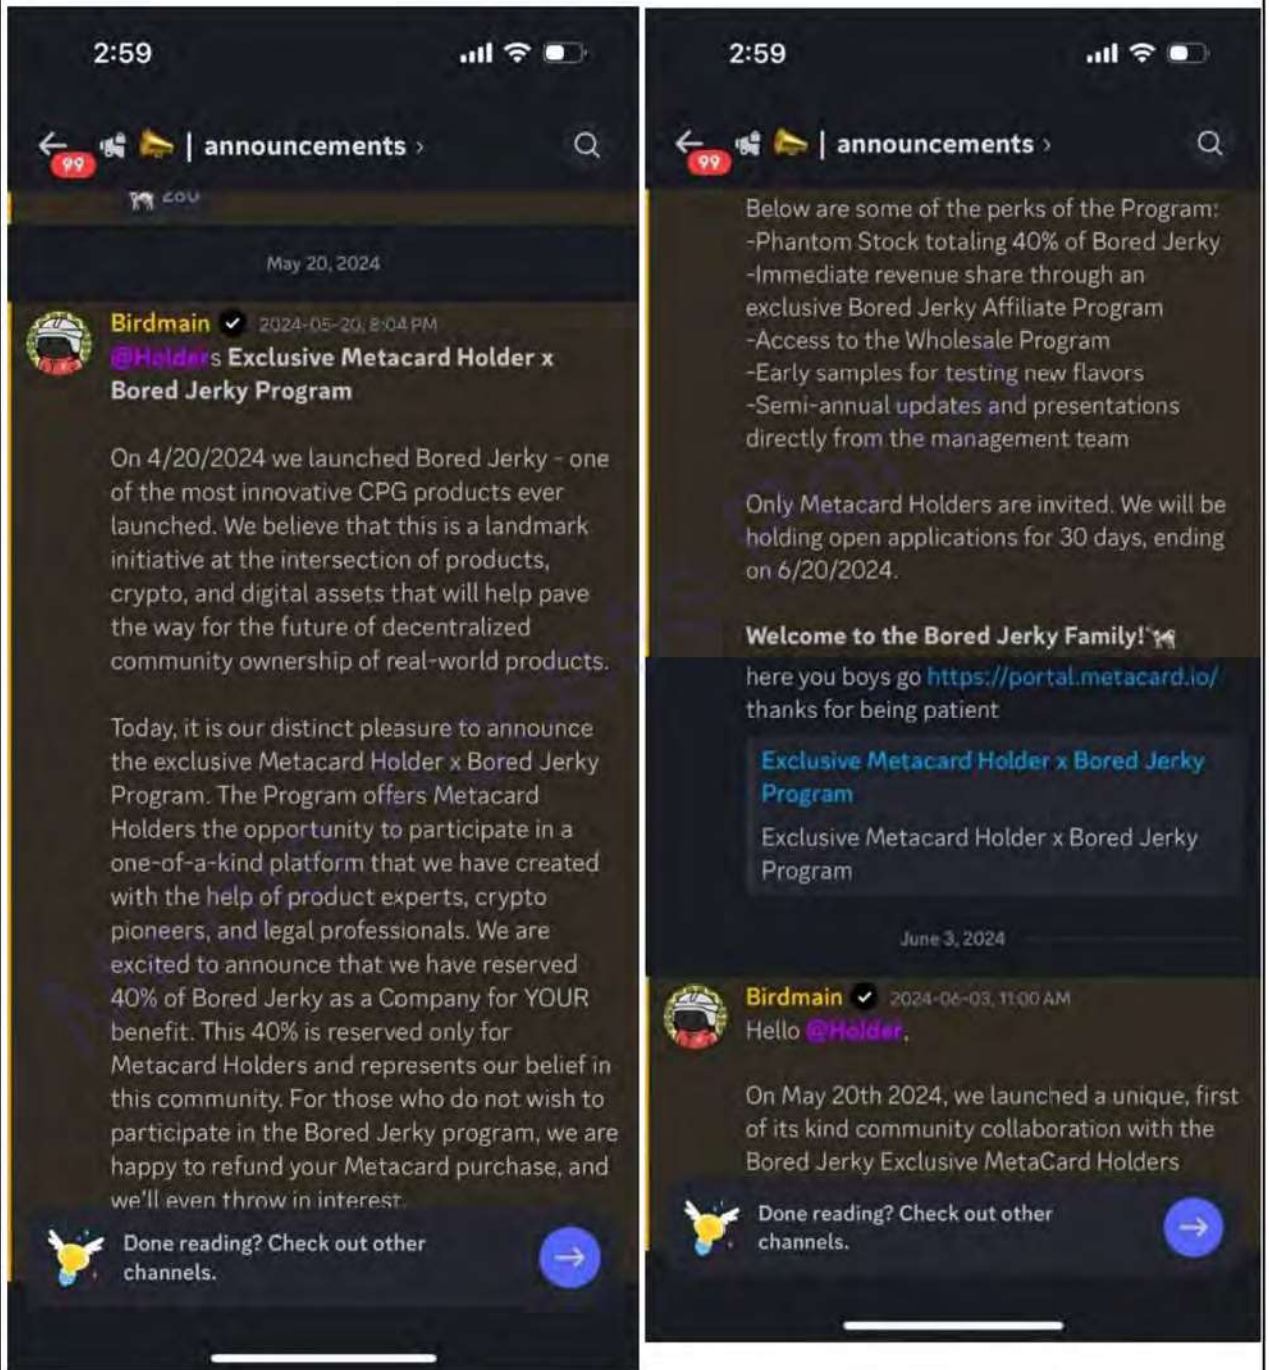 2:59
99
| announcements ›
May 20, 2024
Birdmain 2024-05-20, 8:04 PM
@Holders Exclusive Metacard Holder x
Bored Jerky Program
On 4/20/2024 we launched Bored Jerky - one
of the most innovative CPG products ever
launched. We believe that this is a landmark
initiative at the intersection of products,
crypto, and digital assets that will help pave
the way for the future of decentralized
community ownership of real-world products.
Today, it is our distinct pleasure to announce
the exclusive Metacard Holder x Bored Jerky
Program. The Program offers Metacard
Holders the opportunity to participate in a
one-of-a-kind platform that we have created
with the help of product experts, crypto
pioneers, and legal professionals. We are
excited to announce that we have reserved
40% of Bored Jerky as a Company for YOUR
benefit. This 40% is reserved only for
Metacard Holders and represents our belief in
this community. For those who do not wish to
participate in the Bored Jerky program, we are
happy to refund your Metacard purchase, and
we'll even throw in interest.
Done reading? Check out other
channels.
2:59
99
| announcements ›
Below are some of the perks of the Program:
-Phantom Stock totaling 40% of Bored Jerky
-Immediate revenue share through an
exclusive Bored Jerky Affiliate Program
-Access to the Wholesale Program
-Early samples for testing new flavors
-Semi-annual updates and presentations
directly from the management team
Only Metacard Holders are invited. We will be
holding open applications for 30 days, ending
on 6/20/2024.
Welcome to the Bored Jerky Family!
here you boys go https://portal.metacard.io/
thanks for being patient
Exclusive Metacard Holder x Bored Jerky
Program
Exclusive Metacard Holder x Bored Jerky
Program
June 3, 2024
Birdmain 2024-06-03, 11:00 AM
Hello @Holder,
On May 20th 2024, we launched a unique, first
of its kind community collaboration with the
Bored Jerky Exclusive MetaCard Holders
Done reading? Check out other
channels.